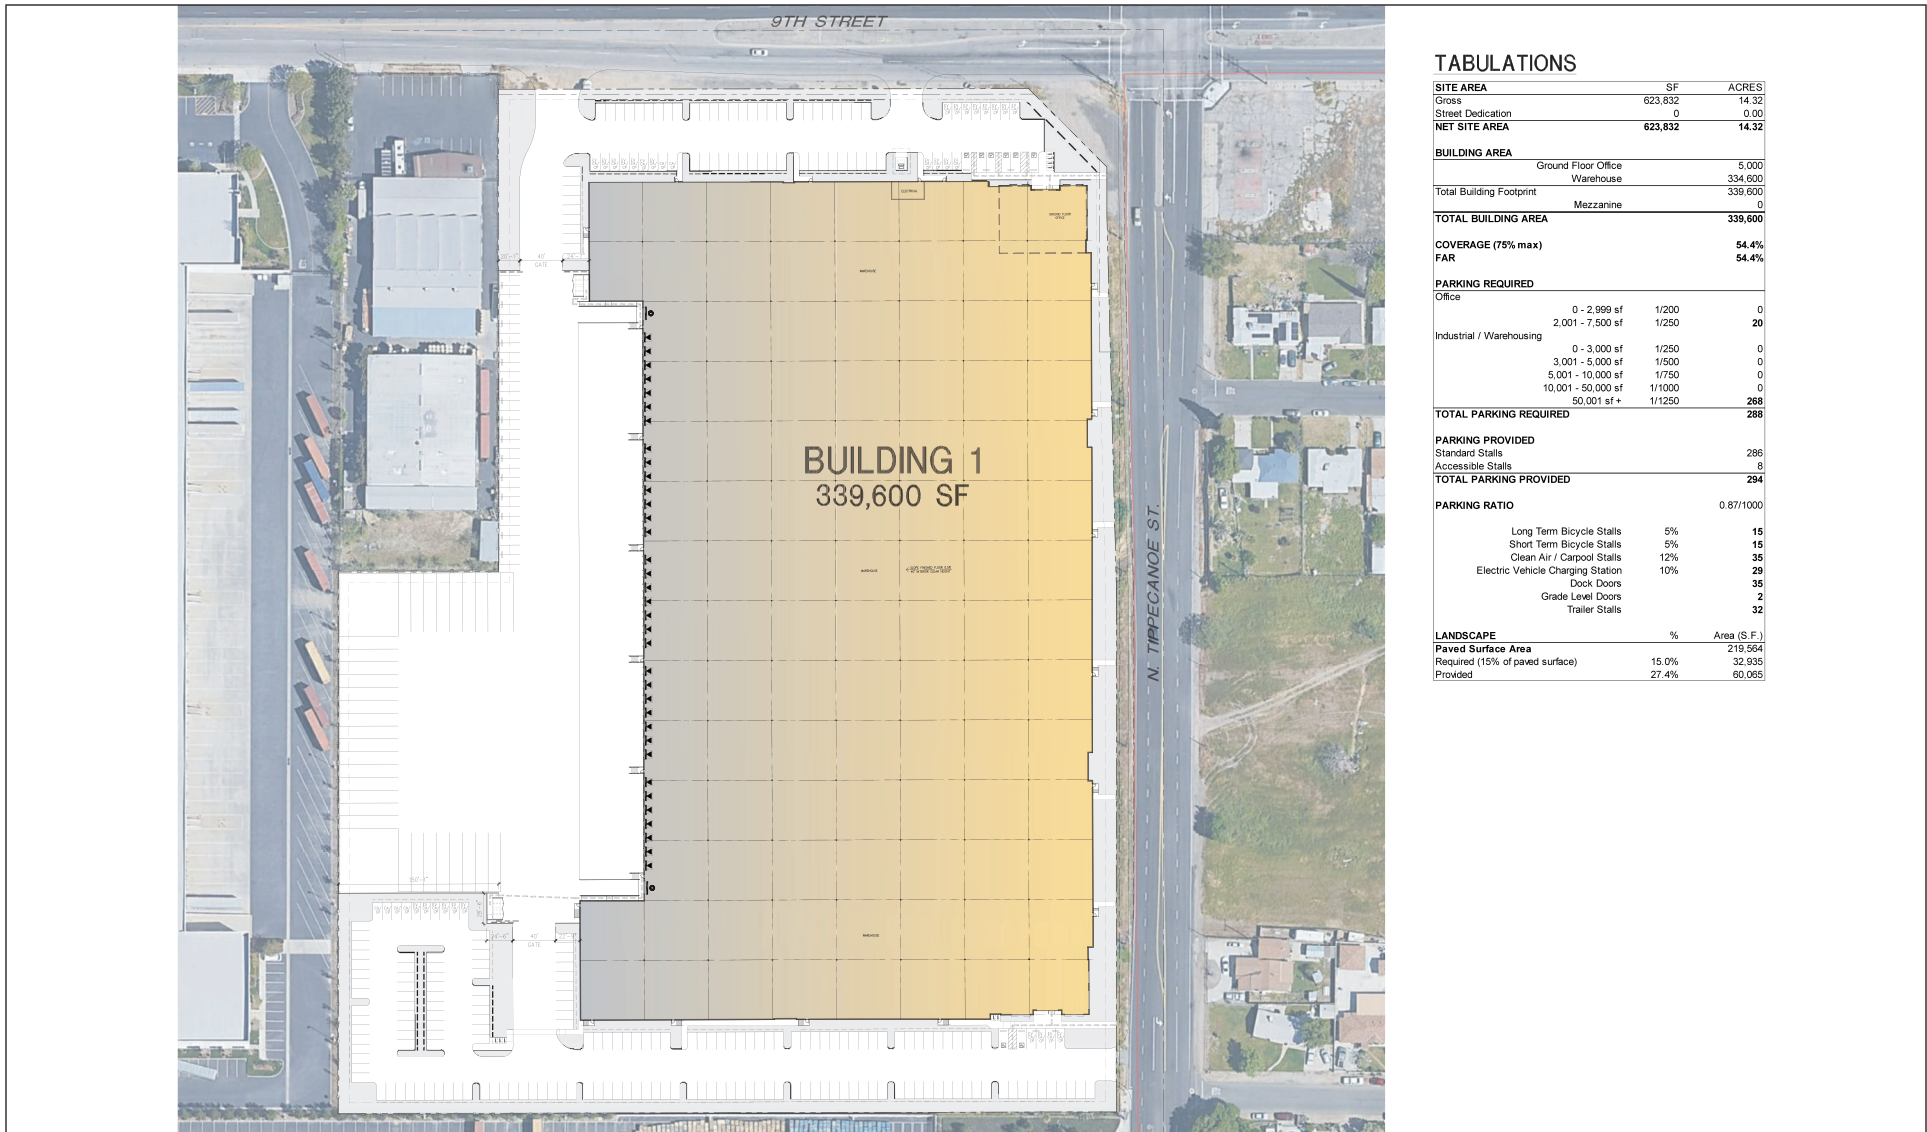 9TH STREET
ELECTRICAL
GROUND FLOOR
OFFICE
40'
GATE
WAREHOUSE
BUILDING 1
339,600 SF
N. TIPPECANOE ST.
WAREHOUSE
40'
GATE
WAREHOUSE
TABULATIONS
SITE AREA SF ACRES
Gross 623,832 14.32
Street Dedication 0 0.00
NET SITE AREA 623,832 14.32
BUILDING AREA
Ground Floor Office 5,000
Warehouse 334,600
Total Building Footprint 339,600
Mezzanine 0
TOTAL BUILDING AREA 339,600
COVERAGE (75% max) 54.4%
FAR 54.4%
PARKING REQUIRED
Office
0 - 2,999 sf 1/200 0
2,001 - 7,500 sf 1/250 20
Industrial / Warehousing
0 - 3,000 sf 1/250 0
3,001 - 5,000 sf 1/500 0
5,001 - 10,000 sf 1/750 0
10,001 - 50,000 sf 1/1000 0
50,001 sf + 1/1250 268
TOTAL PARKING REQUIRED 288
PARKING PROVIDED
Standard Stalls 286
Accessible Stalls 8
TOTAL PARKING PROVIDED 294
PARKING RATIO 0.87/1000
Long Term Bicycle Stalls 5% 15
Short Term Bicycle Stalls 5% 15
Clean Air / Carpool Stalls 12% 35
Electric Vehicle Charging Station 10% 29
Dock Doors 35
Grade Level Doors 2
Trailer Stalls 32
LANDSCAPE % Area (S.F.)
Paved Surface Area 219,564
Required (15% of paved surface) 15.0% 32,935
Provided 27.4% 60,065